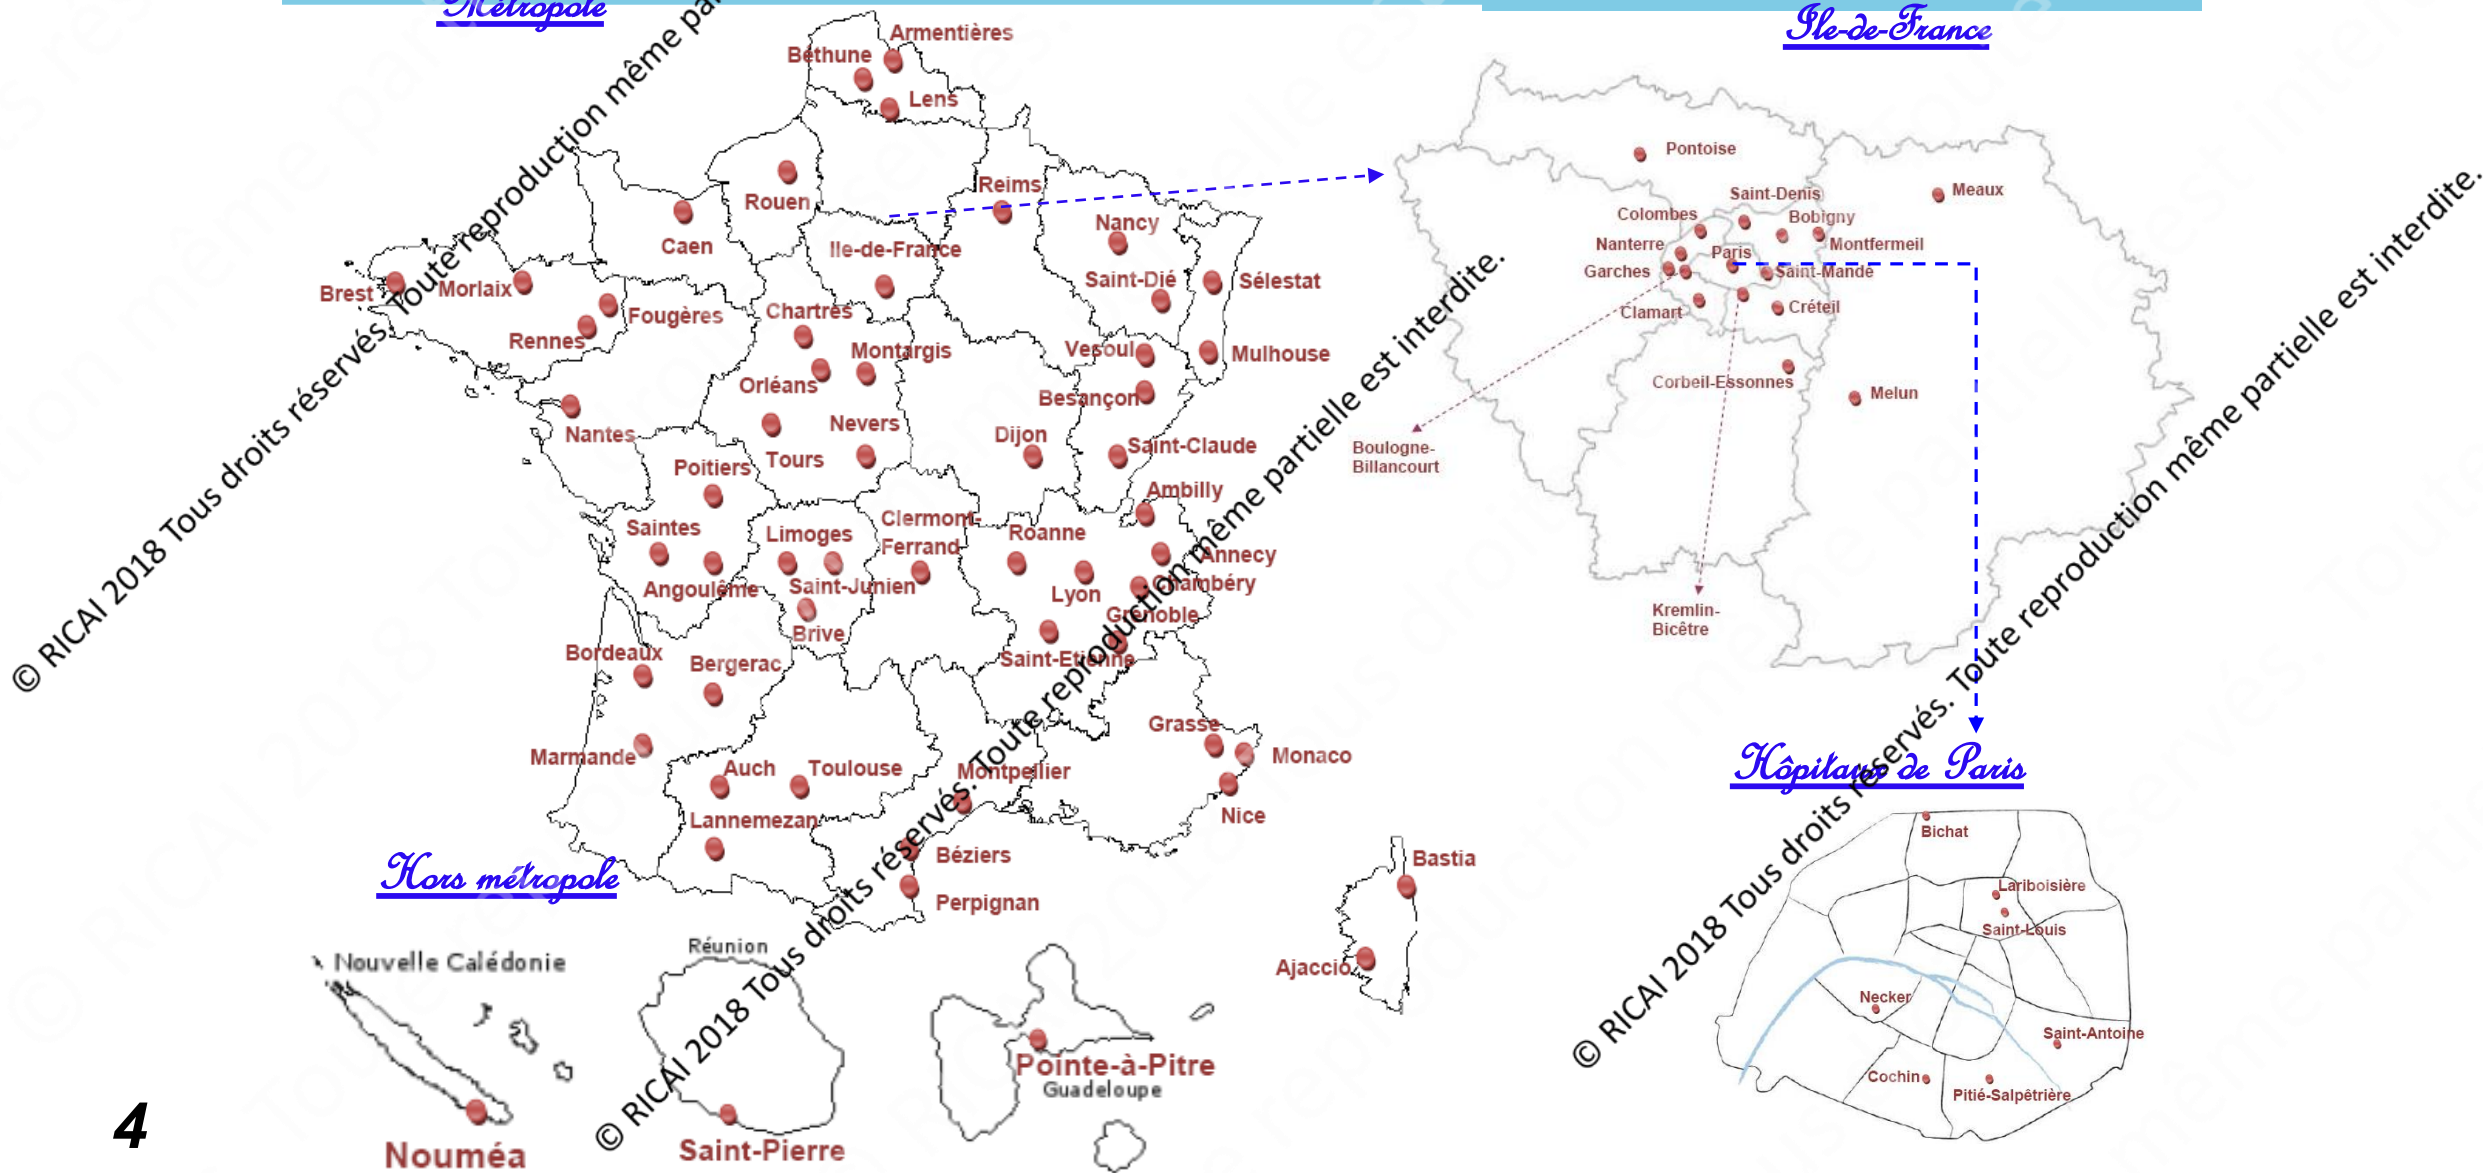 Métropole
Ile-de-France
Armentières
Béthune
Lens
Rouen
Caen
Reims
Nancy
Ile-de-France
Saint-Dié
Sélestat
Brest
Morlaix
Fougères
Rennes
Chartres
Montargis
Vesoul
Mulhouse
Orléans
Besançon
Nevers
Nantes
Dijon
Saint-Claude
Tours
Poitiers
Ambilly
Saintes
Limoges
Clermont-
Ferrand
Roanne
Annecy
Angoulême
Saint-Junien
Lyon
Chambéry
Grenoble
Brive
Bordeaux
Bergerac
Saint-Etienne
Grasse
Marmande
Auch
Toulouse
Montpellier
Monaco
Lannemezan
Nice
Béziers
Perpignan
Bastia
Ajaccio
Pontoise
Meaux
Saint-Denis
Colombes
Bobigny
Nanterre
Paris
Montfermeil
Garches
Saint-Mande
Clamart
Créteil
Corbeil-Essonnes
Melun
Boulogne-
Billancourt
Kremlin-
Bicêtre
Hôpitaux de Paris
Bichat
Lariboisière
Saint-Louis
Necker
Saint-Antoine
Cochin
Pitié-Salpêtrière
Hors métropole
Nouvelle Calédonie
Nouméa
Réunion
Saint-Pierre
Pointe-à-Pitre
Guadeloupe
4
© RICAI 2018 Tous droits réservés. Toute reproduction même pa
© RICAI 2018 Tous droits réservés. Toute reproduction même partielle est interdite.
© RICAI 2018 Tous droits réservés. Toute reproduction même partielle est interdite.